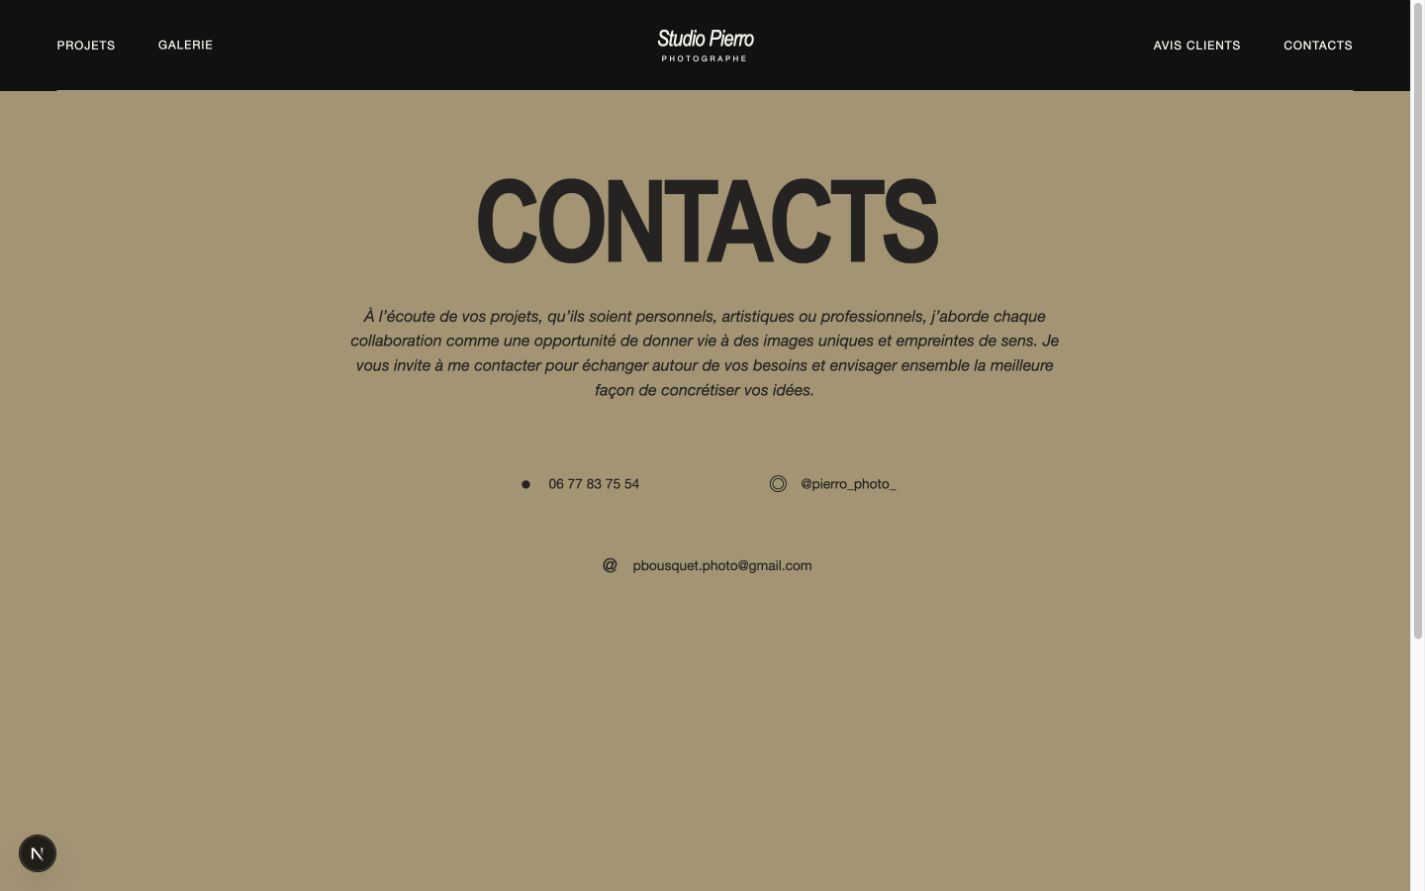 PROJETS
GALERIE
Studio Pierro
PHOTOGRAPHE
AVIS CLIENTS
CONTACTS
CONTACTS
À l’écoute de vos projets, qu’ils soient personnels, artistiques ou professionnels, j’aborde chaque
collaboration comme une opportunité de donner vie à des images uniques et empreintes de sens. Je
vous invite à me contacter pour échanger autour de vos besoins et envisager ensemble la meilleure
façon de concrétiser vos idées.
06 77 83 75 54
@pierro_photo_
@ pbousquet.photo@gmail.com
N